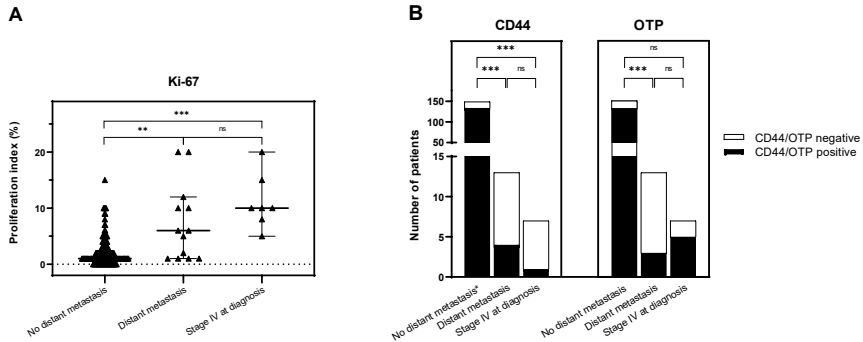 A
Ki-67
***
**
ns
Proliferation index (%)
20
10
0
No distant metastasis
Distant metastasis
Stage IV at diagnosis
B
CD44
OTP
***
***
ns
ns
***
ns
Number of patients
150
100
50
15
10
5
0
No distant metastasis*
Distant metastasis
Stage IV at diagnosis
No distant metastasis
Distant metastasis
Stage IV at diagnosis
CD44/OTP negative
CD44/OTP positive